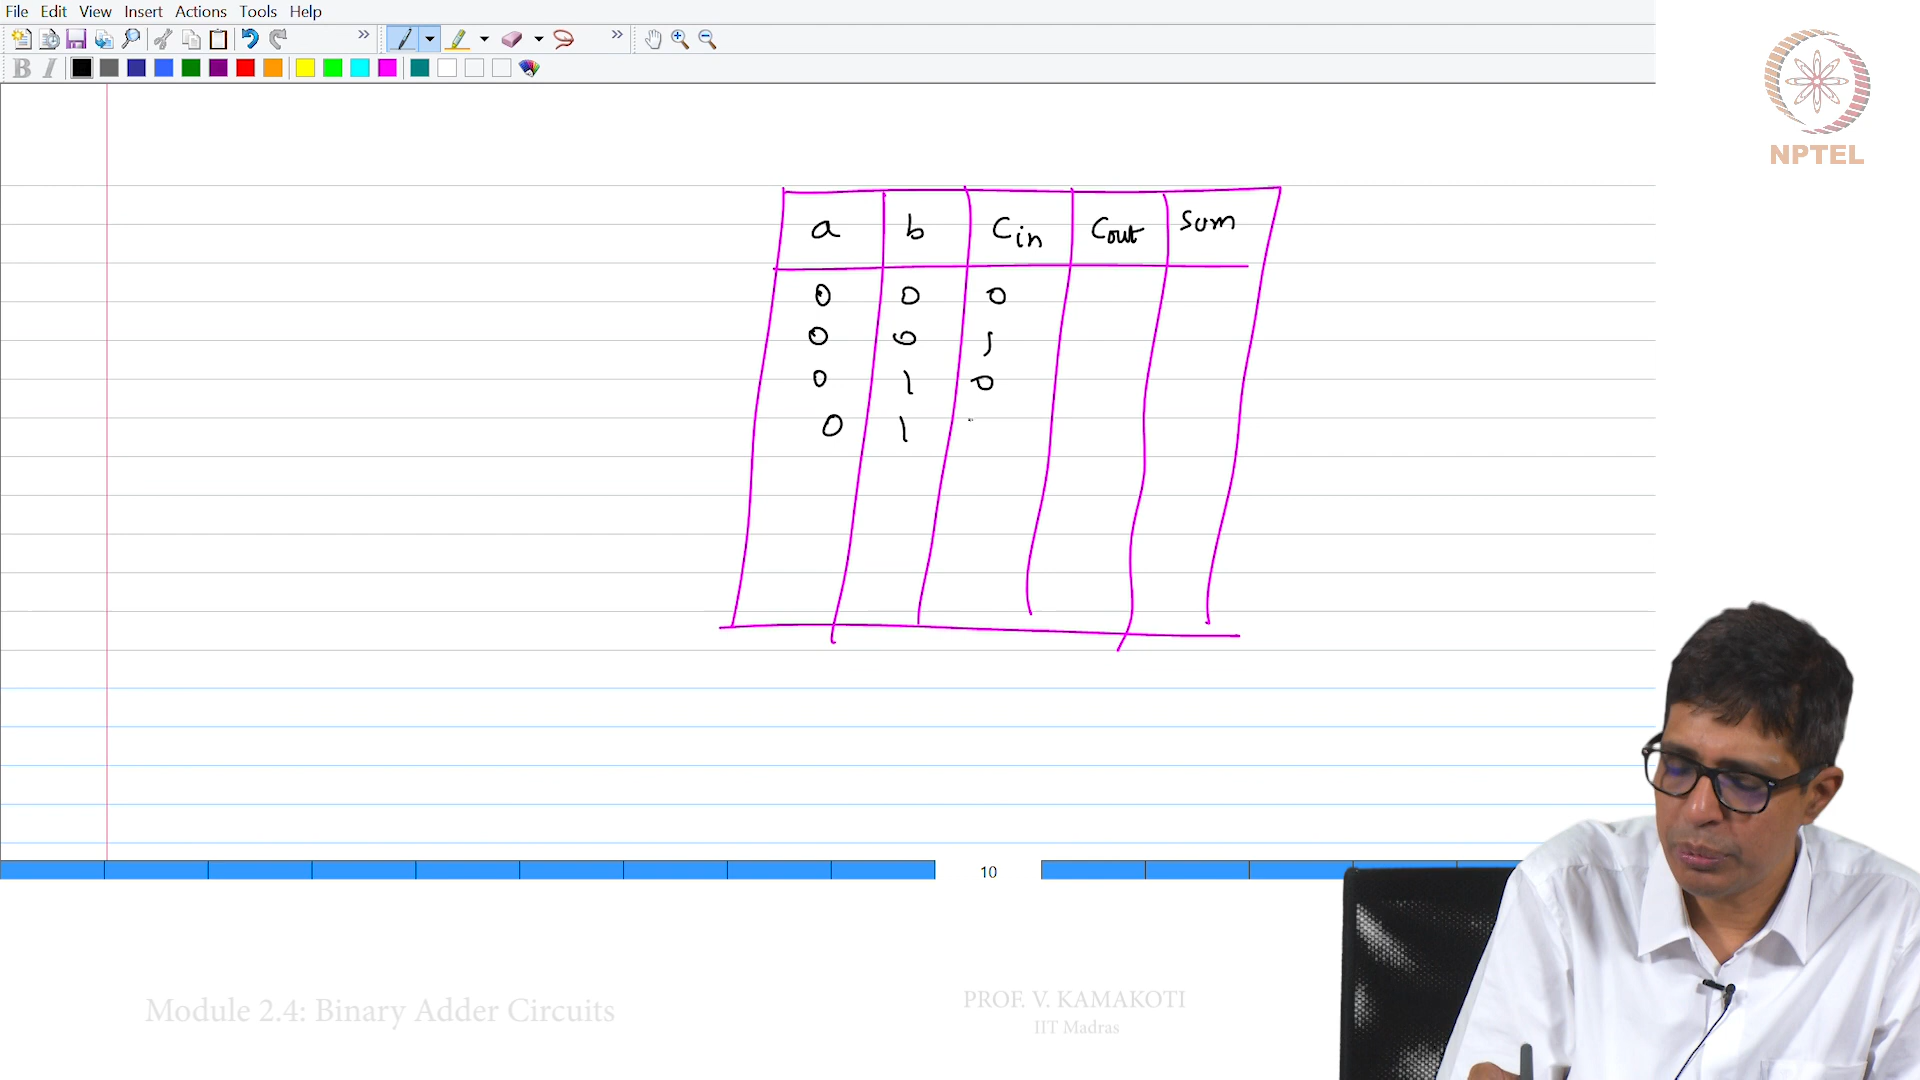 File Edit View Insert Actions Tools Help
» »
B I
NPTEL
a b Cin Cout Sum
0 0 0
0 0 1
0 1 0
0 1
10
Module 2.4: Binary Adder Circuits
PROF. V. KAMAKOTI
IIT Madras